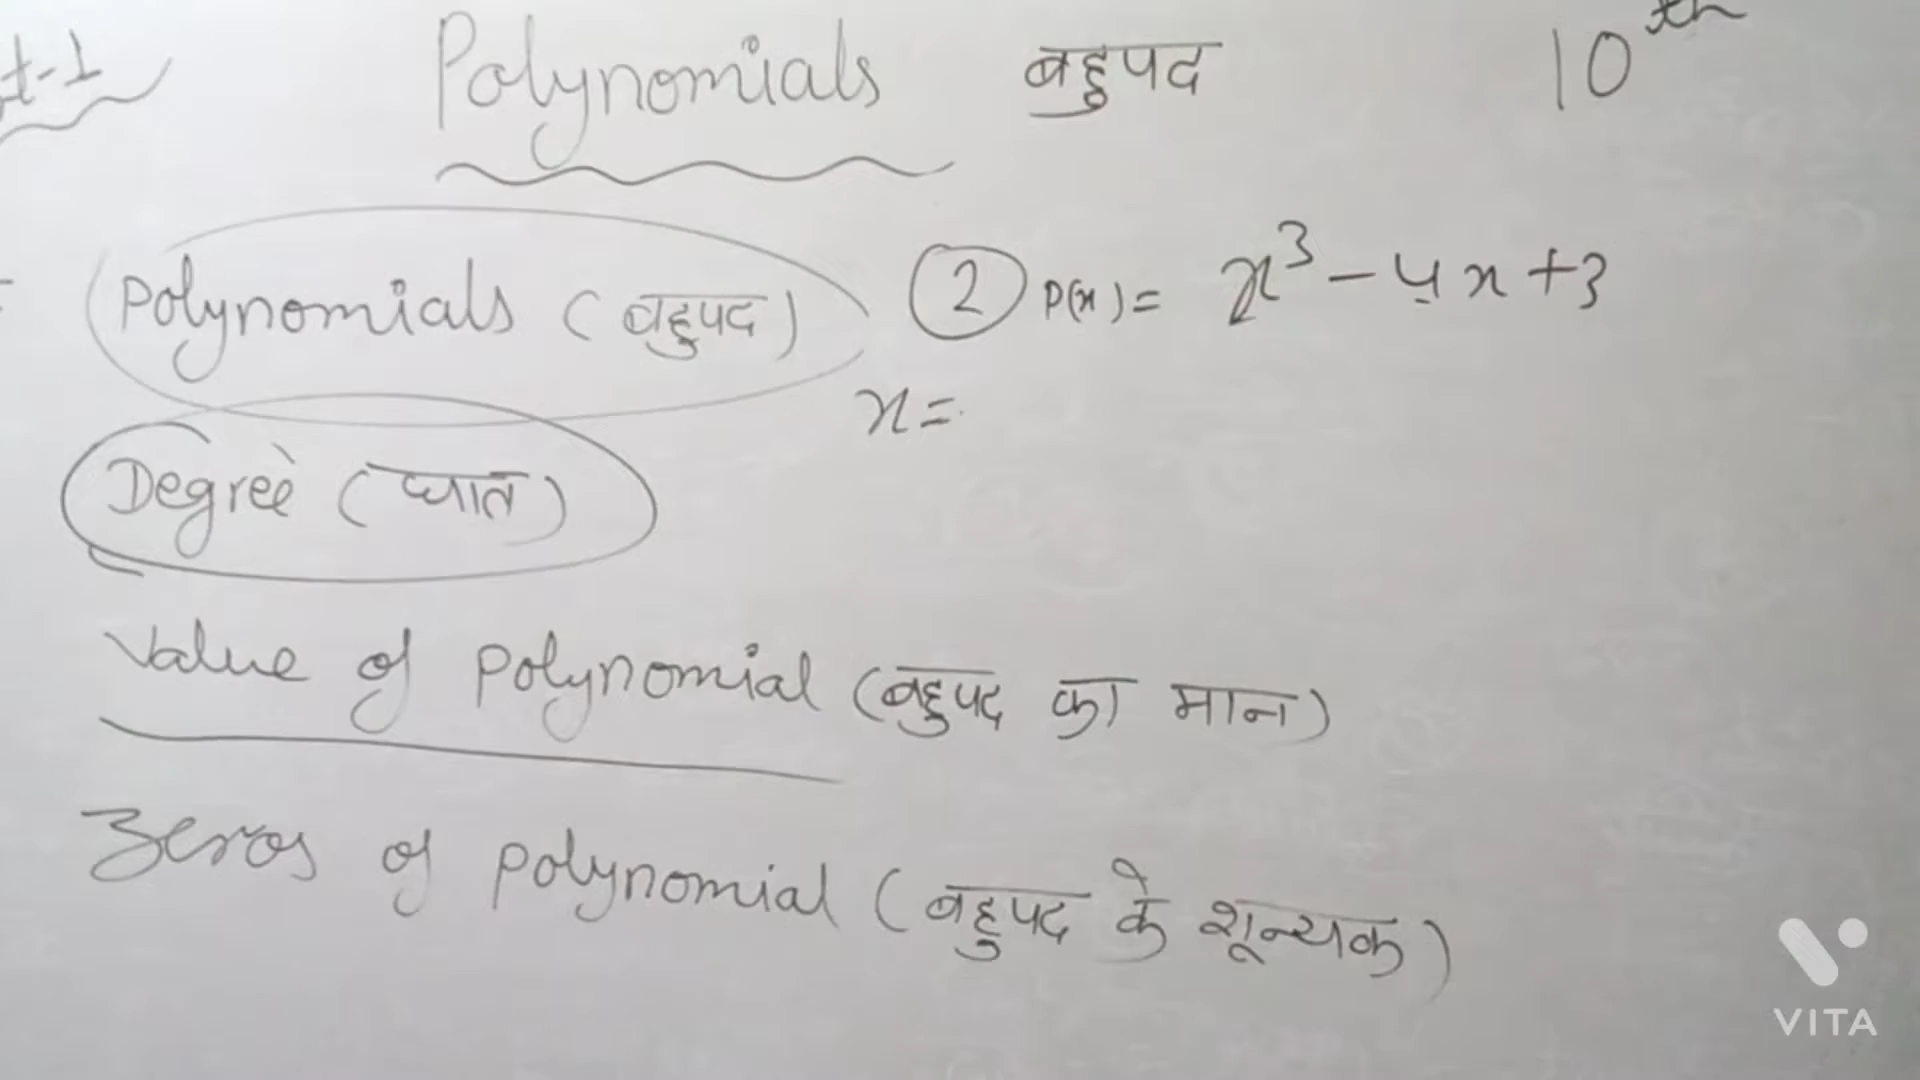 t-1 Polynomials बहुपद 10th
Polynomials (बहुपद) 2 P(x) = x³ - 4x + 3
x =
Degree (घात)
Value of polynomial (बहुपद का मान)
Zeros of polynomial (बहुपद के शून्यक)
VITA